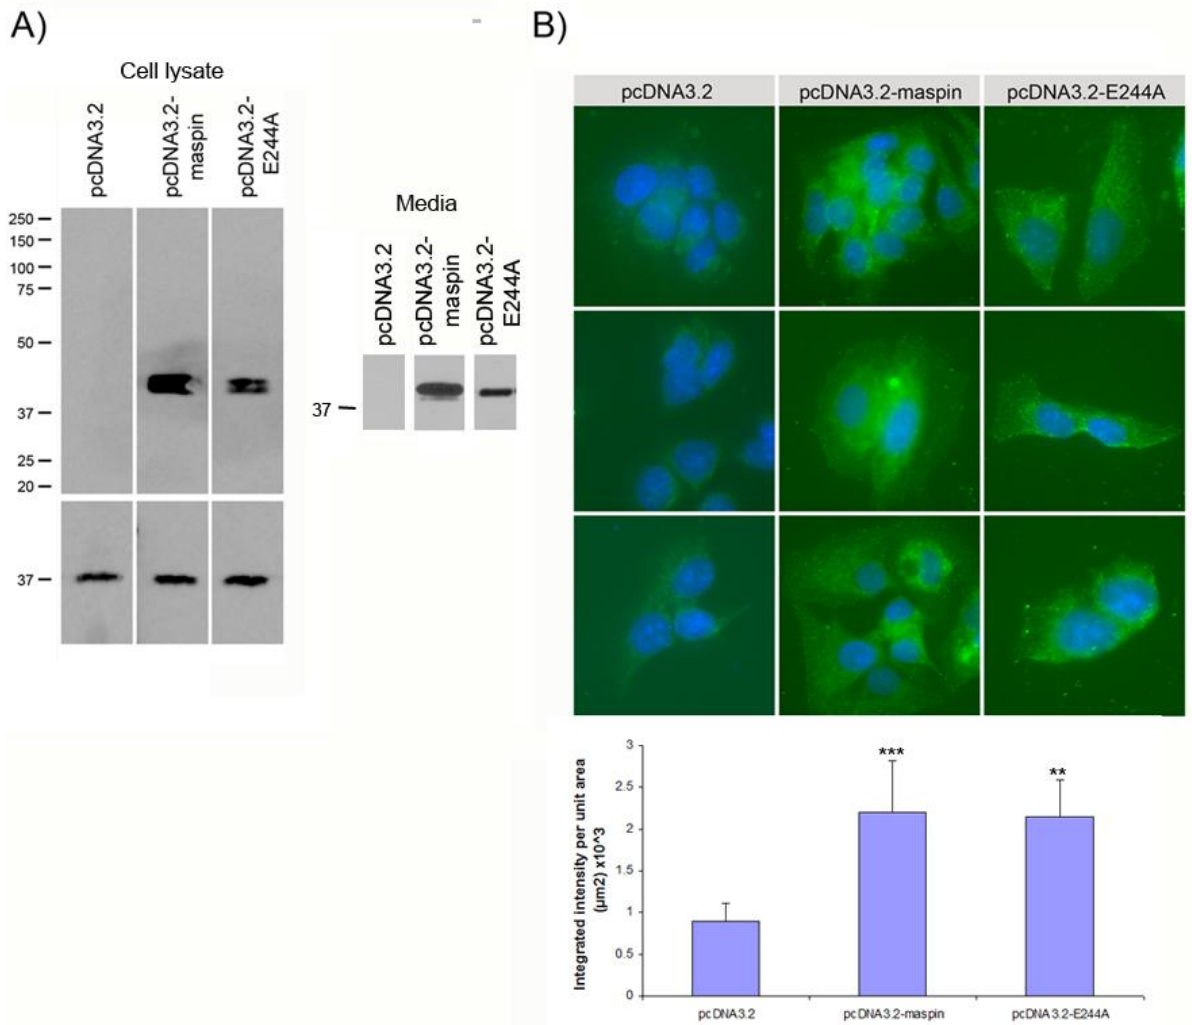 A)
Cell lysate
pcDNA3.2
pcDNA3.2-
maspin
pcDNA3.2-
E244A
250
150
100
75
50
37
25
20
37
Media
pcDNA3.2
pcDNA3.2-
maspin
pcDNA3.2-
E244A
37
B)
pcDNA3.2
pcDNA3.2-maspin
pcDNA3.2-E244A
Integrated intensity per unit area
(µm2) x10^3
3
2.5
2
1.5
1
0.5
0
***
**
pcDNA3.2
pcDNA3.2-maspin
pcDNA3.2-E244A